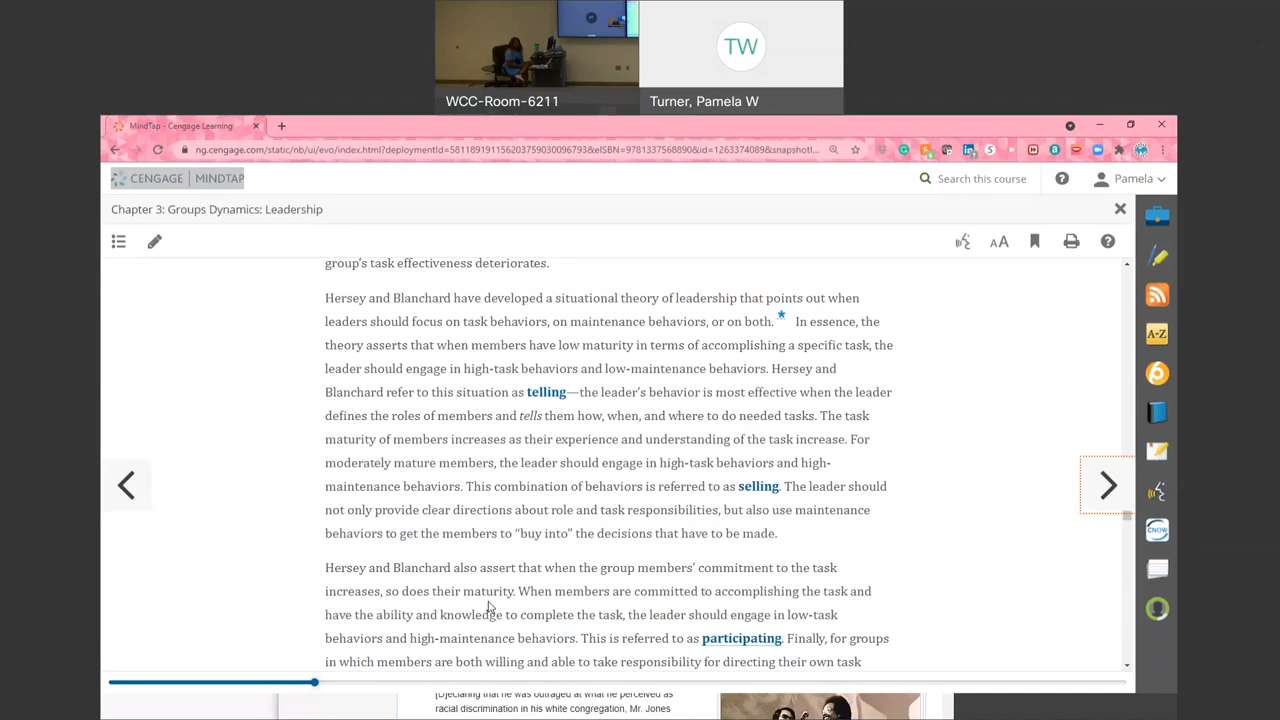 TW
WCC-Room-6211
Turner, Pamela W
MindTap - Cengage Learning
ng.cengage.com/static/nb/ui/evo/index.html?deploymentId=58118919115620375903009​6793&eISBN=9781337568890&id=1263374089&snapshotI...
CENGAGE | MINDTAP
Search this course
Pamela
Chapter 3: Groups Dynamics: Leadership
AA
group's task effectiveness deteriorates.
Hersey and Blanchard have developed a situational theory of leadership that points out when
leaders should focus on task behaviors, on maintenance behaviors, or on both. In essence, the
theory asserts that when members have low maturity in terms of accomplishing a specific task, the
leader should engage in high-task behaviors and low-maintenance behaviors. Hersey and
Blanchard refer to this situation as telling—the leader's behavior is most effective when the leader
defines the roles of members and tells them how, when, and where to do needed tasks. The task
maturity of members increases as their experience and understanding of the task increase. For
moderately mature members, the leader should engage in high-task behaviors and high-
maintenance behaviors. This combination of behaviors is referred to as selling. The leader should
not only provide clear directions about role and task responsibilities, but also use maintenance
behaviors to get the members to “buy into” the decisions that have to be made.
Hersey and Blanchard also assert that when the group members' commitment to the task
increases, so does their maturity. When members are committed to accomplishing the task and
have the ability and knowledge to complete the task, the leader should engage in low-task
behaviors and high-maintenance behaviors. This is referred to as participating. Finally, for groups
in which members are both willing and able to take responsibility for directing their own task
A-Z
CNOW
[D]eclaring that he was outraged at what he perceived as
racial discrimination in his white congregation, Mr. Jones